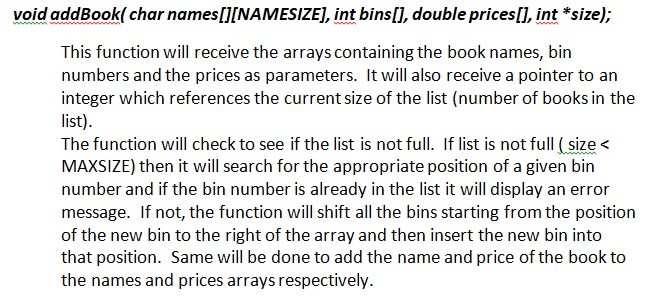 void addBook( char names[][NAMESIZE], int bins[], double prices[], int *size);
This function will receive the arrays containing the book names, bin
numbers and the prices as parameters.  It will also receive a pointer to an
integer which references the current size of the list (number of books in the
list).
The function will check to see if the list is not full.  If list is not full ( size <
MAXSIZE) then it will search for the appropriate position of a given bin
number and if the bin number is already in the list it will display an error
message.  If not, the function will shift all the bins starting from the position
of the new bin to the right of the array and then insert the new bin into
that position.  Same will be done to add the name and price of the book to
the names and prices arrays respectively.